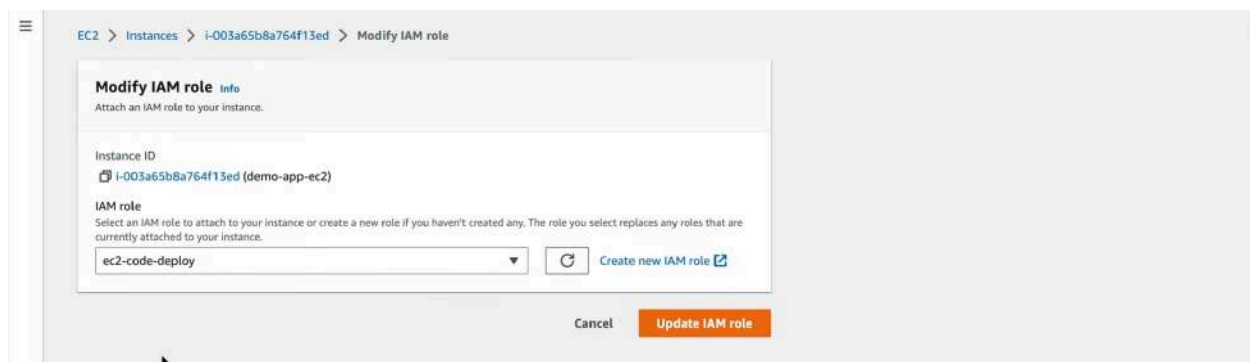 EC2 > Instances > i-003a65b8a764f13ed > Modify IAM role
Modify IAM role Info
Attach an IAM role to your instance.
Instance ID
i-003a65b8a764f13ed (demo-app-ec2)
IAM role
Select an IAM role to attach to your instance or create a new role if you haven't created any. The role you select replaces any roles that are
currently attached to your instance.
ec2-code-deploy
Create new IAM role
Cancel
Update IAM role